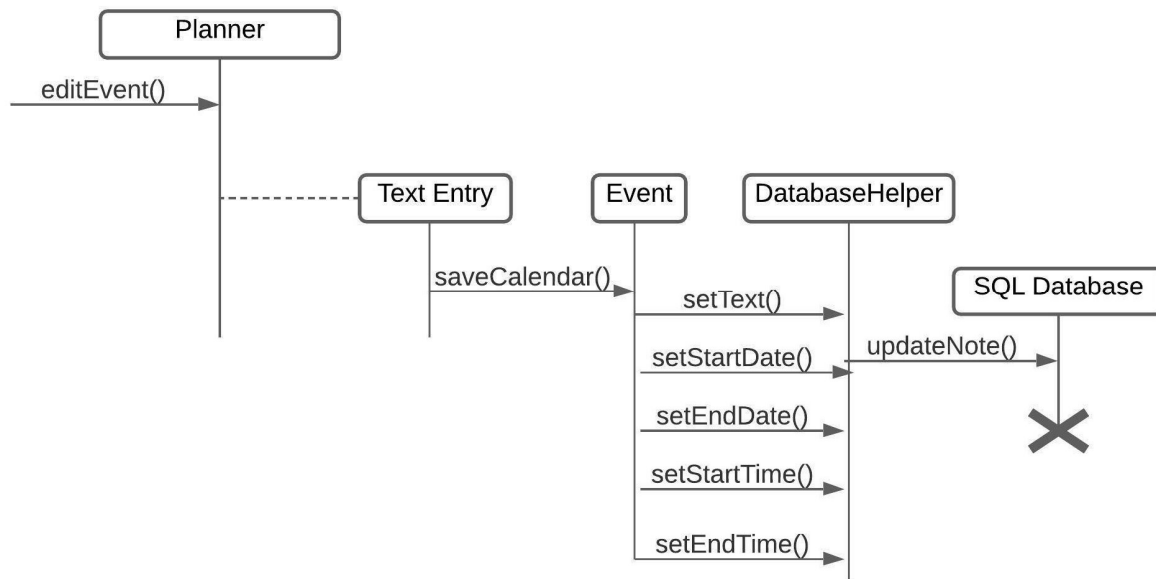 Planner
editEvent()
Text Entry
Event
DatabaseHelper
saveCalendar()
SQL Database
setText()
updateNote()
setStartDate()
setEndDate()
setStartTime()
setEndTime()